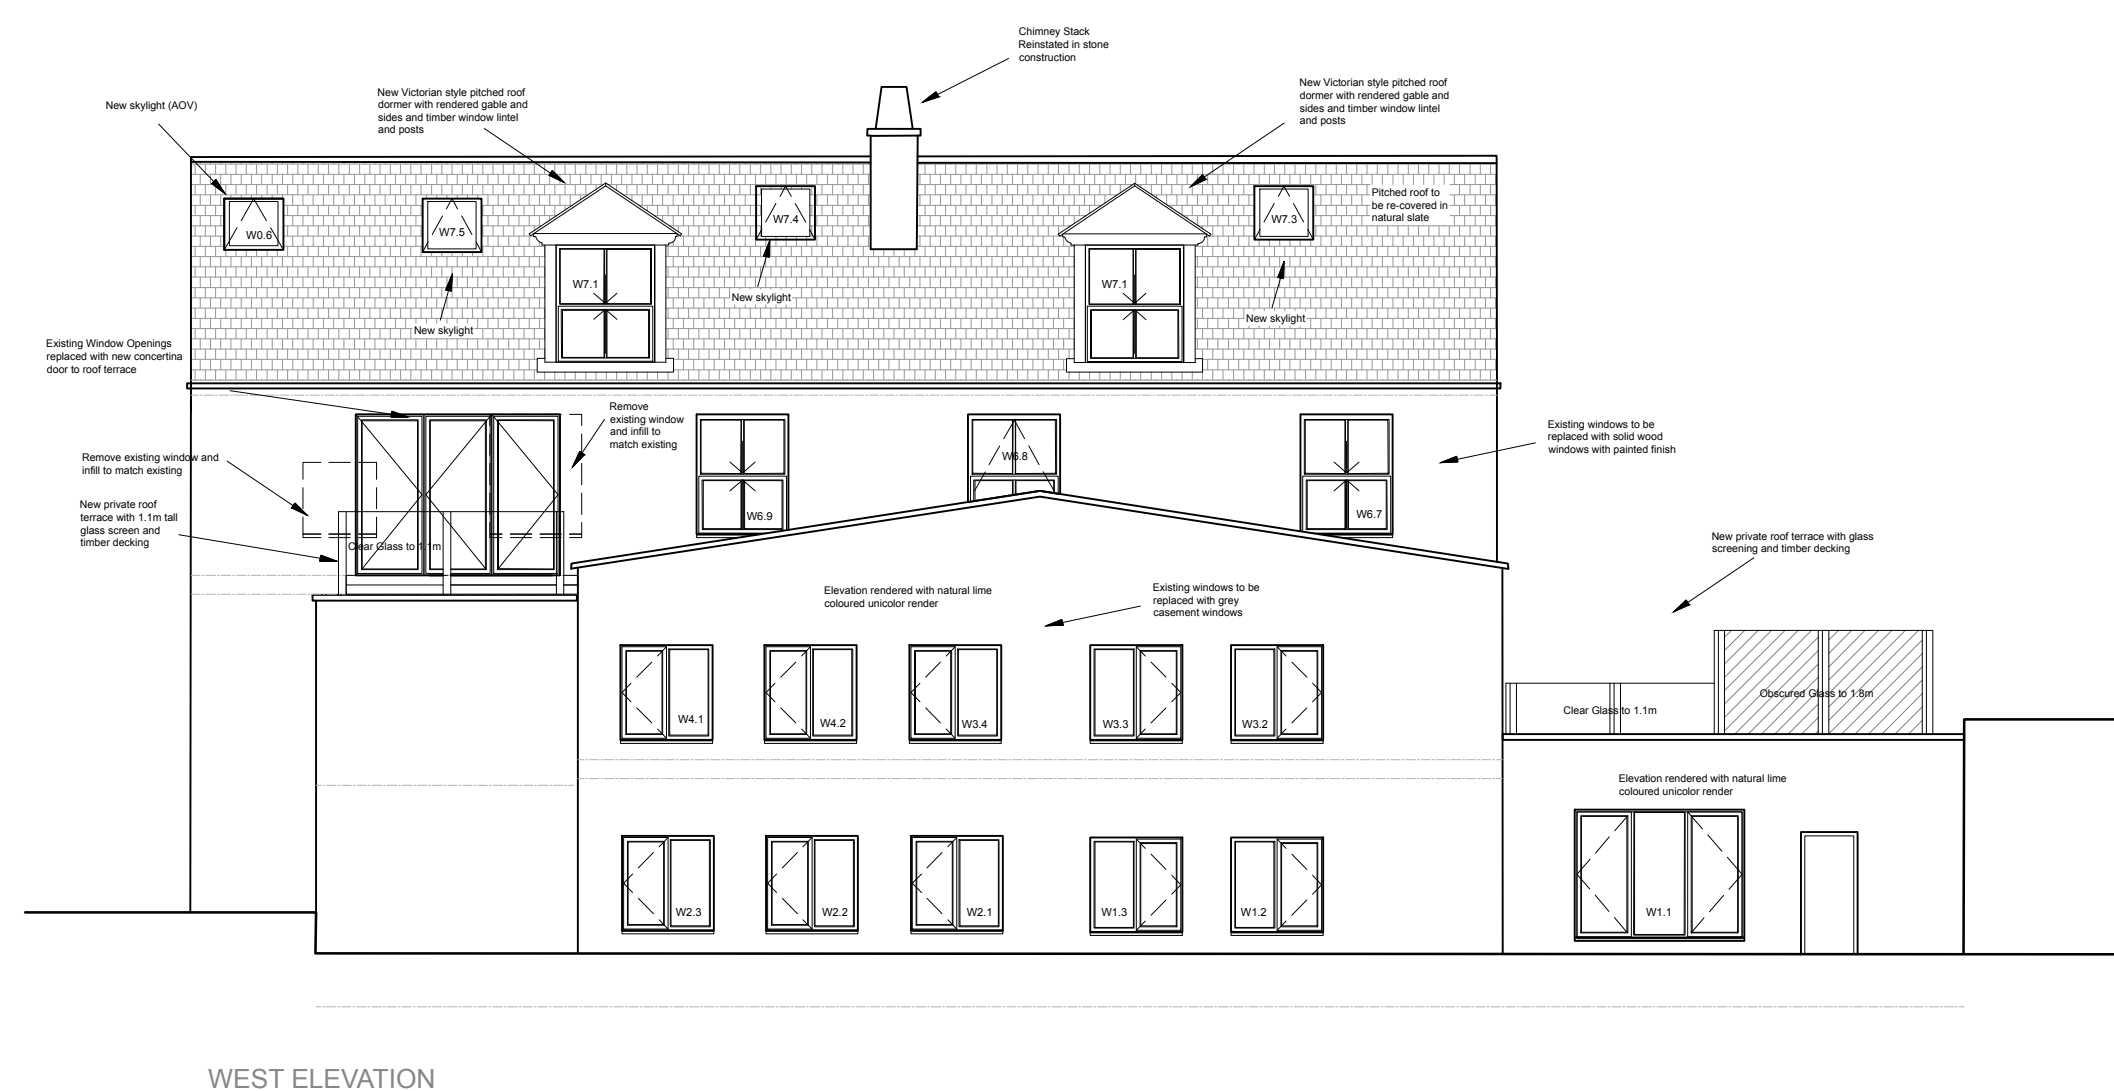 Chimney Stack
Reinstated in stone
construction
New skylight (AOV)
New Victorian style pitched roof
dormer with rendered gable and
sides and timber window lintel
and posts
New Victorian style pitched roof
dormer with rendered gable and
sides and timber window lintel
and posts
W0.6
W7.5
W7.4
W7.3
Pitched roof to
be re-covered in
natural slate
W7.1
W7.1
New skylight
New skylight
New skylight
Existing Window Openings
replaced with new concertina
door to roof terrace
Remove
existing window
and infill to
match existing
Remove existing window and
infill to match existing
New private roof
terrace with 1.1m tall
glass screen and
timber decking
Clear Glass to 1.1m
W6.9
W6.8
W6.7
Existing windows to be
replaced with solid wood
windows with painted finish
New private roof terrace with glass
screening and timber decking
Elevation rendered with natural lime
coloured unicolor render
Existing windows to be
replaced with grey
casement windows
W4.1
W4.2
W3.4
W3.3
W3.2
Clear Glass to 1.1m
Obscured Glass to 1.8m
Elevation rendered with natural lime
coloured unicolor render
W2.3
W2.2
W2.1
W1.3
W1.2
W1.1
WEST ELEVATION